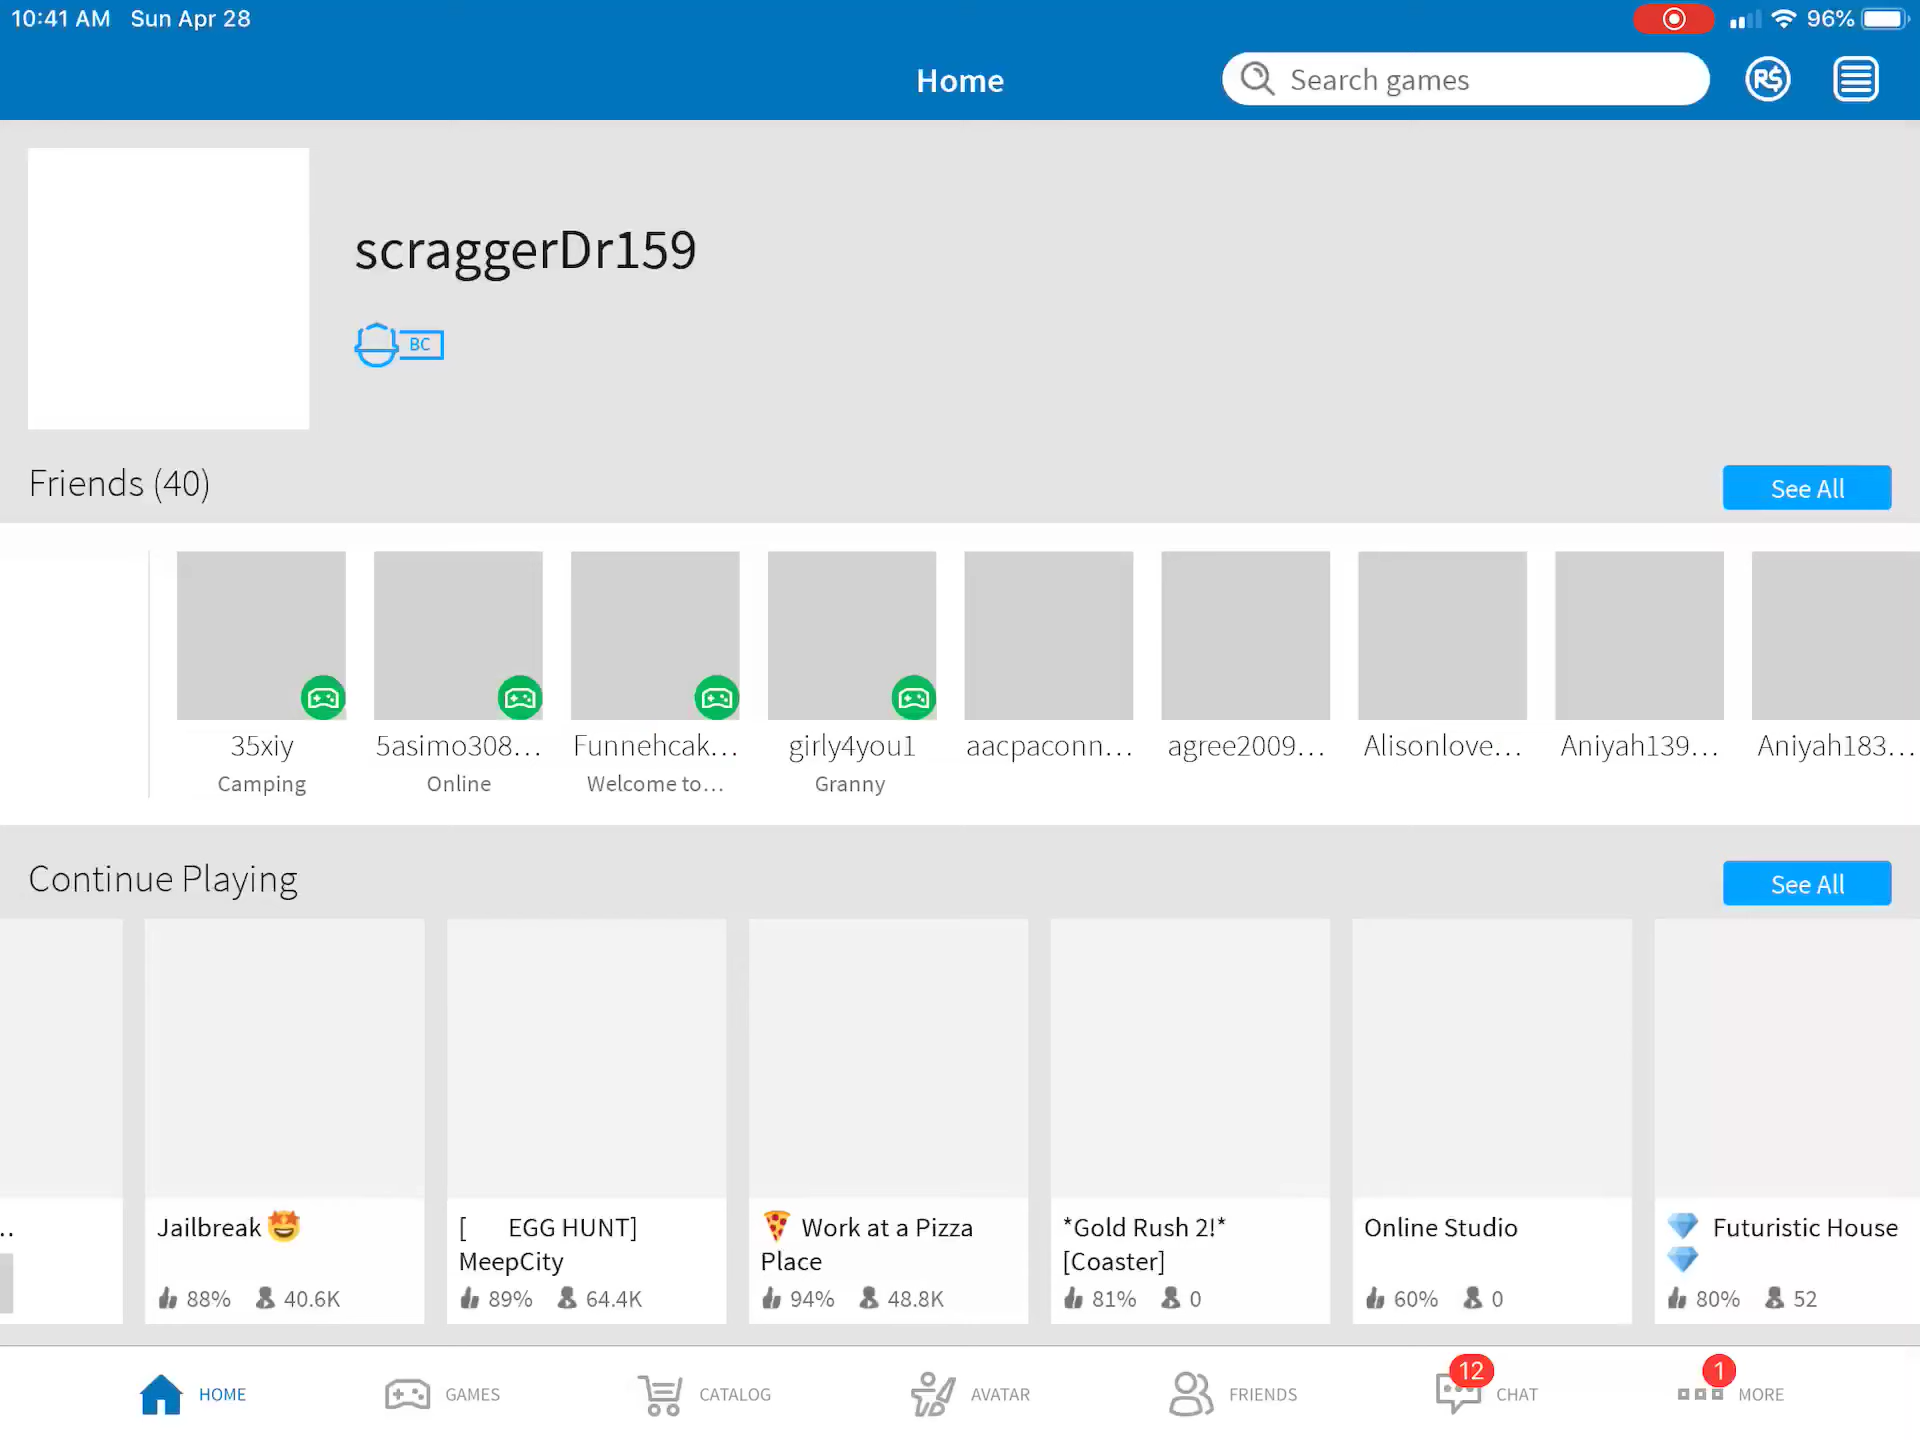 10:41 AM Sun Apr 28
96%
Home
Search games
R$
scraggerDr159
BC
Friends (40)
See All
35xiy
Camping
5asimo308...
Online
Funnehcak...
Welcome to...
girly4you1
Granny
aacpaconn...
agree2009...
Alisonlove...
Aniyah139...
Aniyah183...
Continue Playing
See All
..
Jailbreak 🤩
88% 40.6K
[ EGG HUNT]
MeepCity
89% 64.4K
🍕 Work at a Pizza
Place
94% 48.8K
*Gold Rush 2!*
[Coaster]
81% 0
Online Studio
60% 0
💎 Futuristic House
💎
80% 52
HOME
GAMES
CATALOG
AVATAR
FRIENDS
12
CHAT
1
MORE